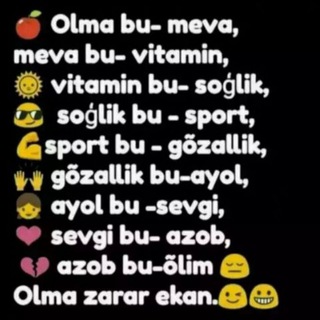 🍎 Olma bu- meva,
meva bu- vitamin,
🌞 vitamin bu- soģlik,
😎 soģlik bu - sport,
💪sport bu - gõzallik,
🙌 gõzallik bu-ayol,
👧 ayol bu -sevgi,
❤ sevgi bu- azob,
💔 azob bu-õlim 😔
Olma zarar ekan.😉😀